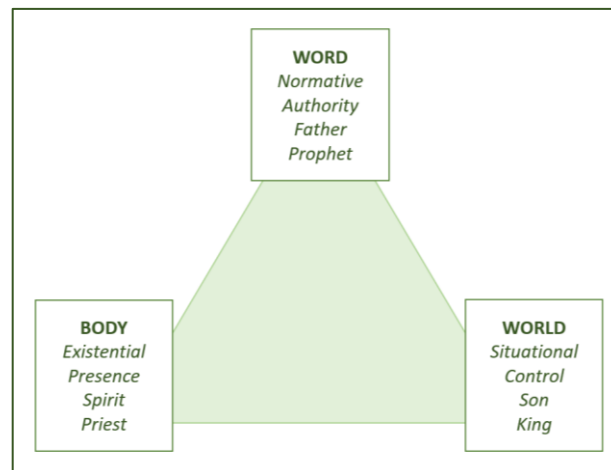 WORD
Normative
Authority
Father
Prophet
BODY
Existential
Presence
Spirit
Priest
WORLD
Situational
Control
Son
King